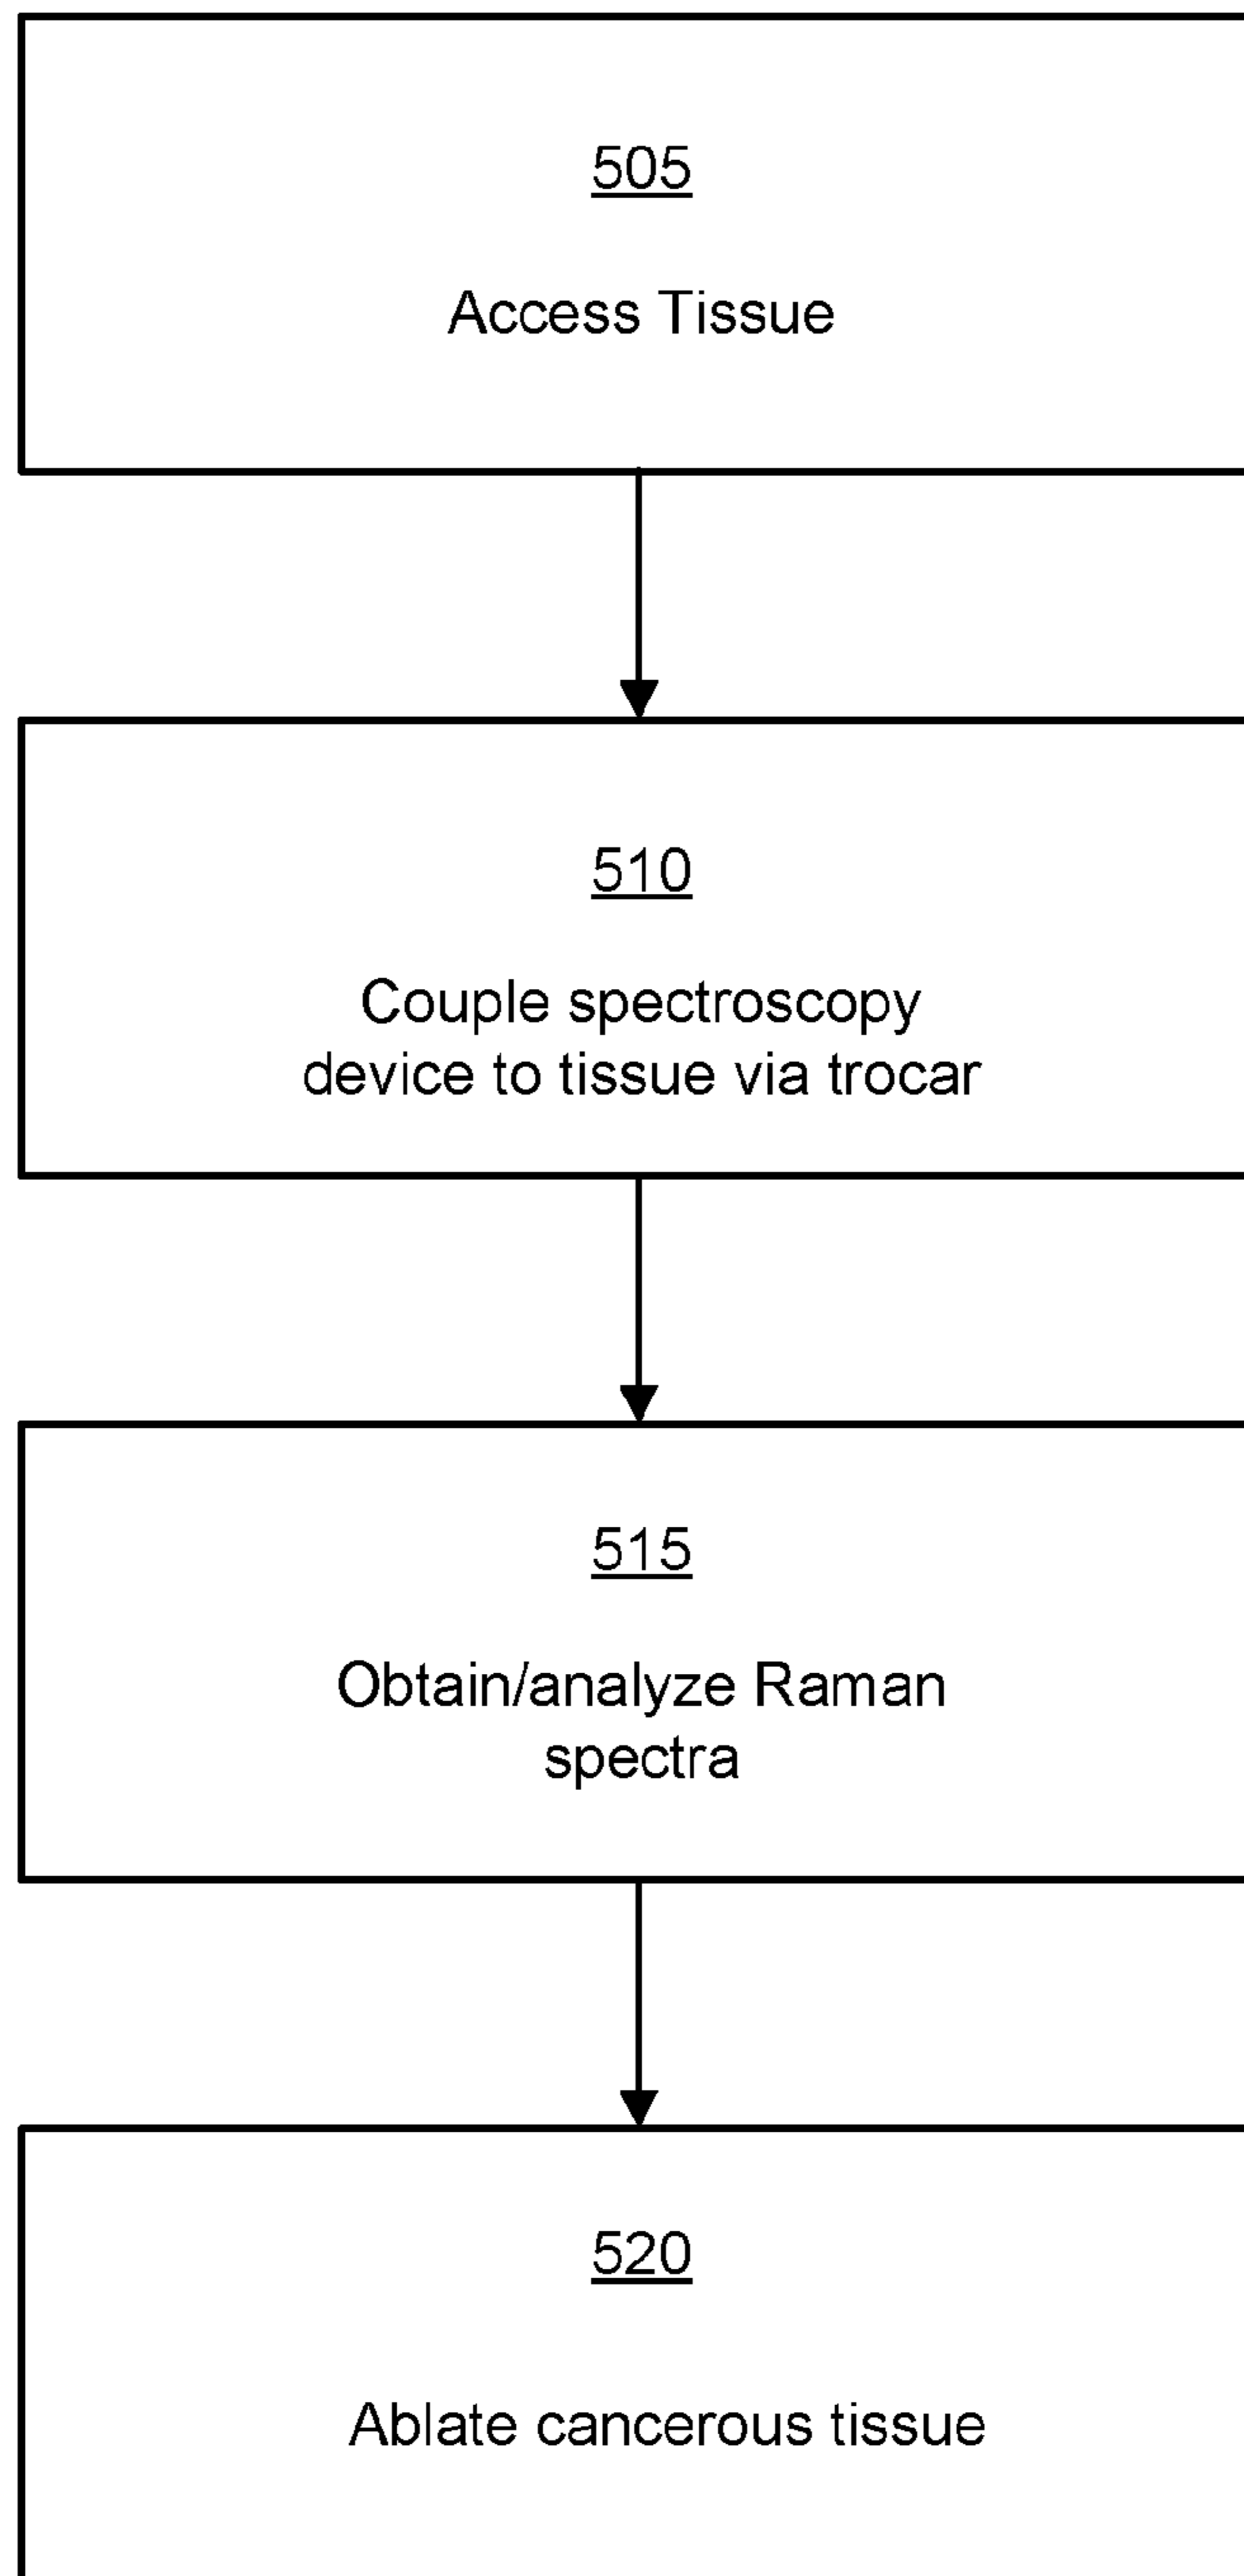 505
Access Tissue
510
Couple spectroscopy
device to tissue via trocar
515
Obtain/analyze Raman
spectra
520
Ablate cancerous tissue